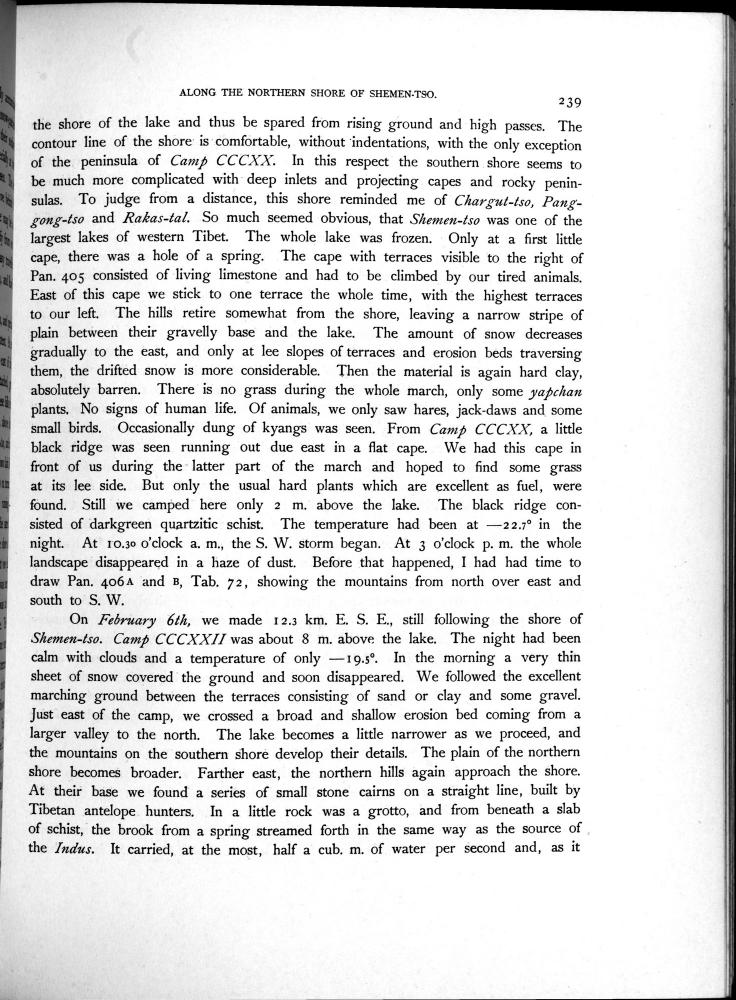 ALONG THE NORTHERN SHORE OF SHEMEN-TSO.
239
the shore of the lake and thus be spared from rising ground and high passes. The
contour line of the shore is comfortable, without indentations, with the only exception
of the peninsula of Camp CCCXX. In this respect the southern shore seems to
be much more complicated with deep inlets and projecting capes and rocky penin-
sulas. To judge from a distance, this shore reminded me of Chargut-tso, Pang-
gong-tso and Rakas-tal. So much seemed obvious, that Shemen-tso was one of the
largest lakes of western Tibet. The whole lake was frozen. Only at a first little
cape, there was a hole of a spring. The cape with terraces visible to the right of
Pan. 405 consisted of living limestone and had to be climbed by our tired animals.
East of this cape we stick to one terrace the whole time, with the highest terraces
to our left. The hills retire somewhat from the shore, leaving a narrow stripe of
plain between their gravelly base and the lake. The amount of snow decreases
gradually to the east, and only at lee slopes of terraces and erosion beds traversing
them, the drifted snow is more considerable. Then the material is again hard clay,
absolutely barren. There is no grass during the whole march, only some yapchan
plants. No signs of human life. Of animals, we only saw hares, jack-daws and some
small birds. Occasionally dung of kyangs was seen. From Camp CCCXX, a little
black ridge was seen running out due east in a flat cape. We had this cape in
front of us during the latter part of the march and hoped to find some grass
at its lee side. But only the usual hard plants which are excellent as fuel, were
found. Still we camped here only 2 m. above the lake. The black ridge con-
sisted of darkgreen quartzitic schist. The temperature had been at —22.7° in the
night. At 10.30 o'clock a. m., the S. W. storm began. At 3 o'clock p. m. the whole
landscape disappeared in a haze of dust. Before that happened, I had had time to
draw Pan. 406 A and B, Tab. 72, showing the mountains from north over east and
south to S. W.
On February 6th, we made 12.3 km. E. S. E., still following the shore of
Shemen-tso. Camp CCCXXII was about 8 m. above the lake. The night had been
calm with clouds and a temperature of only —19.5°. In the morning a very thin
sheet of snow covered the ground and soon disappeared. We followed the excellent
marching ground between the terraces consisting of sand or clay and some gravel.
Just east of the camp, we crossed a broad and shallow erosion bed coming from a
larger valley to the north. The lake becomes a little narrower as we proceed, and
the mountains on the southern shore develop their details. The plain of the northern
shore becomes broader. Farther east, the northern hills again approach the shore.
At their base we found a series of small stone cairns on a straight line, built by
Tibetan antelope hunters. In a little rock was a grotto, and from beneath a slab
of schist, the brook from a spring streamed forth in the same way as the source of
the Indus. It carried, at the most, half a cub. m. of water per second and, as it